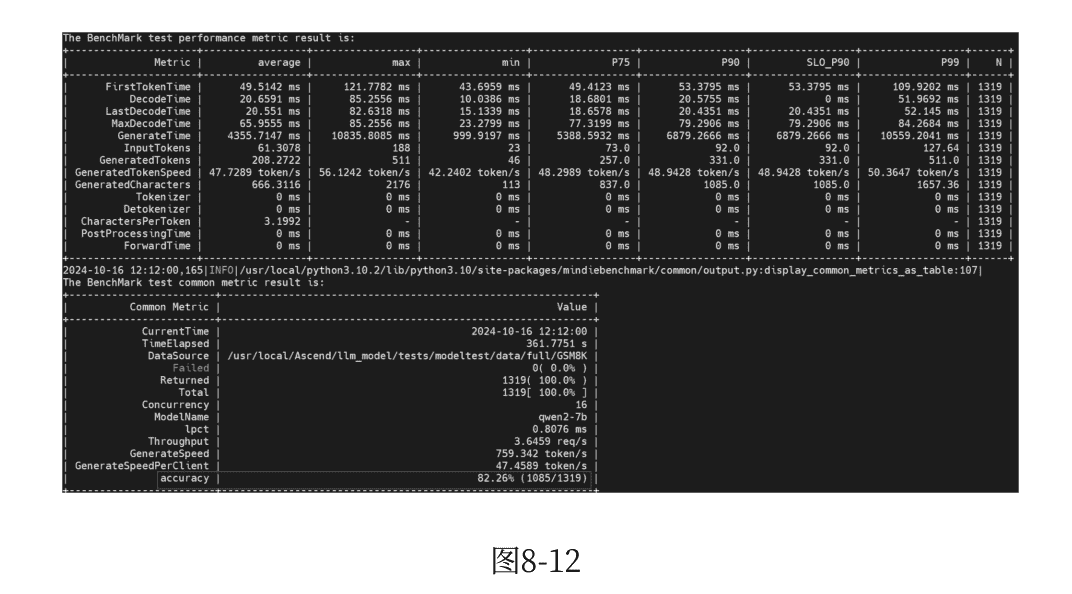 The BenchMark test performance metric result is:
| Metric | average | max | min | P75 | P90 | SLO_P90 | P99 | N |
| FirstTokenTime | 49.5142 ms | 121.7782 ms | 43.6959 ms | 49.4123 ms | 53.3795 ms | 53.3795 ms | 109.9202 ms | 1319 |
| DecodeTime | 20.6591 ms | 85.2556 ms | 10.0386 ms | 18.6801 ms | 20.5755 ms | 0 ms | 51.9692 ms | 1319 |
| LastDecodeTime | 20.551 ms | 82.6318 ms | 15.1339 ms | 18.6578 ms | 20.4351 ms | 20.4351 ms | 52.145 ms | 1319 |
| MaxDecodeTime | 65.9555 ms | 85.2556 ms | 23.2799 ms | 77.3199 ms | 79.2906 ms | 79.2906 ms | 84.2684 ms | 1319 |
| GenerateTime | 4355.7147 ms | 10835.8085 ms | 999.9197 ms | 5388.5932 ms | 6879.2666 ms | 6879.2666 ms | 10559.2041 ms | 1319 |
| InputTokens | 61.3078 | 188 | 23 | 73.0 | 92.0 | 92.0 | 127.64 | 1319 |
| GeneratedTokens | 208.2722 | 511 | 46 | 257.0 | 331.0 | 331.0 | 511.0 | 1319 |
| GeneratedTokenSpeed | 47.7289 token/s | 56.1242 token/s | 42.2402 token/s | 48.2989 token/s | 48.9428 token/s | 48.9428 token/s | 50.3647 token/s | 1319 |
| GeneratedCharacters | 666.3116 | 2176 | 113 | 837.0 | 1085.0 | 1085.0 | 1657.36 | 1319 |
| Tokenizer | 0 ms | 0 ms | 0 ms | 0 ms | 0 ms | 0 ms | 0 ms | 1319 |
| Detokenizer | 0 ms | 0 ms | 0 ms | 0 ms | 0 ms | 0 ms | 0 ms | 1319 |
| CharactersPerToken | 3.1992 | - | - | - | - | - | - | 1319 |
| PostProcessingTime | 0 ms | 0 ms | 0 ms | 0 ms | 0 ms | 0 ms | 0 ms | 1319 |
| ForwardTime | 0 ms | 0 ms | 0 ms | 0 ms | 0 ms | 0 ms | 0 ms | 1319 |
2024-10-16 12:12:00,165|INFO|/usr/local/python3.10.2/lib/python3.10/site-packages/mindiebenchmark/common/output.py:display_common_metrics_as_table:107|
The BenchMark test common metric result is:
| Common Metric | Value |
| CurrentTime | 2024-10-16 12:12:00 |
| TimeElapsed | 361.7751 s |
| DataSource | /usr/local/Ascend/llm_model/tests/modeltest/data/full/GSM8K |
| Failed | 0( 0.0% ) |
| Returned | 1319( 100.0% ) |
| Total | 1319[ 100.0% ] |
| Concurrency | 16 |
| ModelName | qwen2-7b |
| lpct | 0.8076 ms |
| Throughput | 3.6459 req/s |
| GenerateSpeed | 759.342 token/s |
| GenerateSpeedPerClient | 47.4589 token/s |
| accuracy | 82.26% (1085/1319) |
图8-12